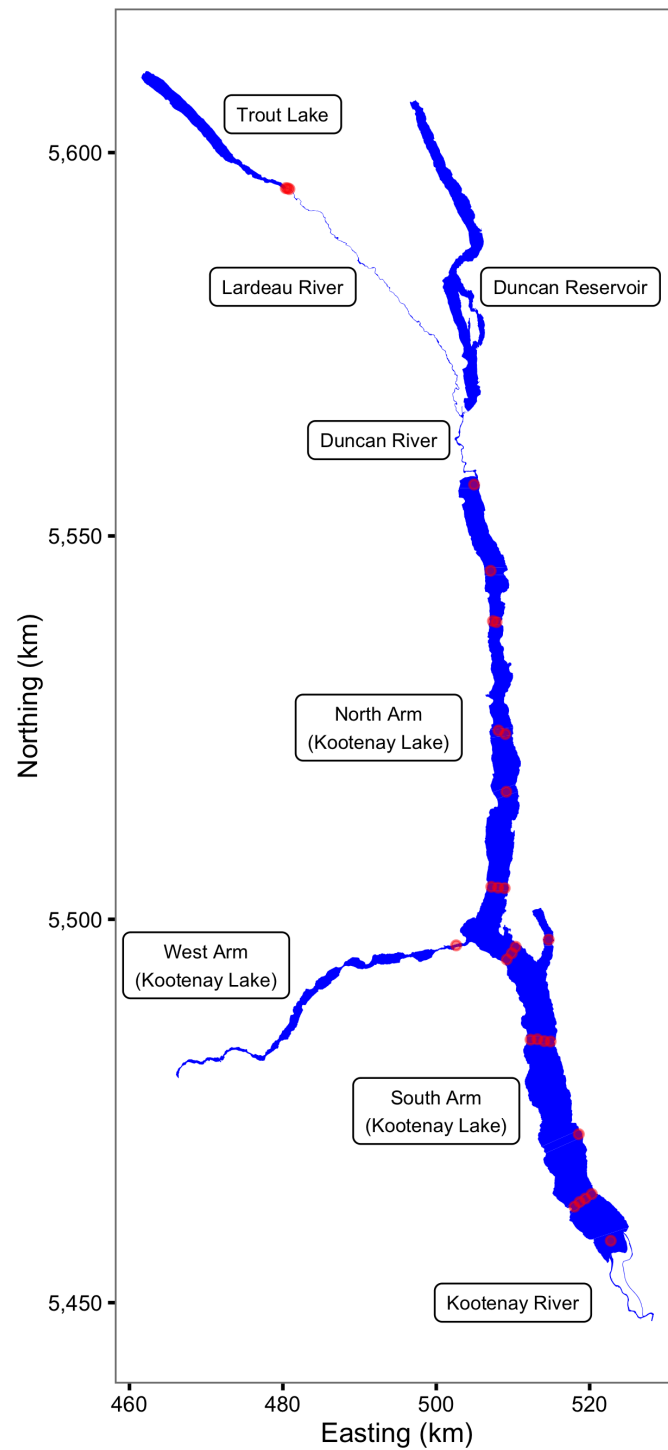 Trout Lake
5,600
Lardeau River
Duncan Reservoir
Duncan River
5,550
North Arm
(Kootenay Lake)
Northing (km)
5,500
West Arm
(Kootenay Lake)
South Arm
(Kootenay Lake)
Kootenay River
5,450
460
480
500
520
Easting (km)